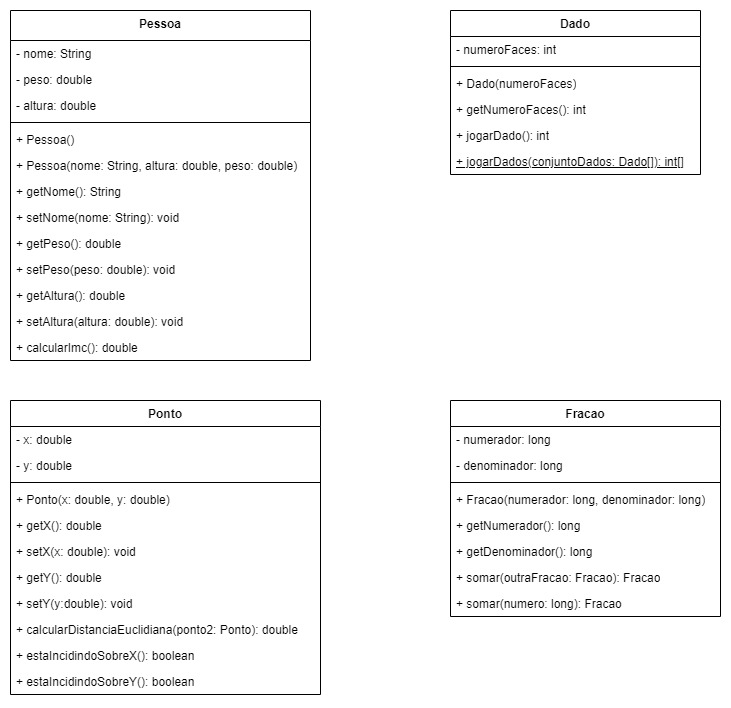 Pessoa
- nome: String
- peso: double
- altura: double
+ Pessoa()
+ Pessoa(nome: String, altura: double, peso: double)
+ getNome(): String
+ setNome(nome: String): void
+ getPeso(): double
+ setPeso(peso: double): void
+ getAltura(): double
+ setAltura(altura: double): void
+ calcularImc(): double
Dado
- numeroFaces: int
+ Dado(numeroFaces)
+ getNumeroFaces(): int
+ jogarDado(): int
+ jogarDados(conjuntoDados: Dado[]): int[]
Ponto
- x: double
- y: double
+ Ponto(x: double, y: double)
+ getX(): double
+ setX(x: double): void
+ getY(): double
+ setY(y:double): void
+ calcularDistanciaEuclidiana(ponto2: Ponto): double
+ estaIncidindoSobreX(): boolean
+ estaIncidindoSobreY(): boolean
Fracao
- numerador: long
- denominador: long
+ Fracao(numerador: long, denominador: long)
+ getNumerador(): long
+ getDenominador(): long
+ somar(outraFracao: Fracao): Fracao
+ somar(numero: long): Fracao